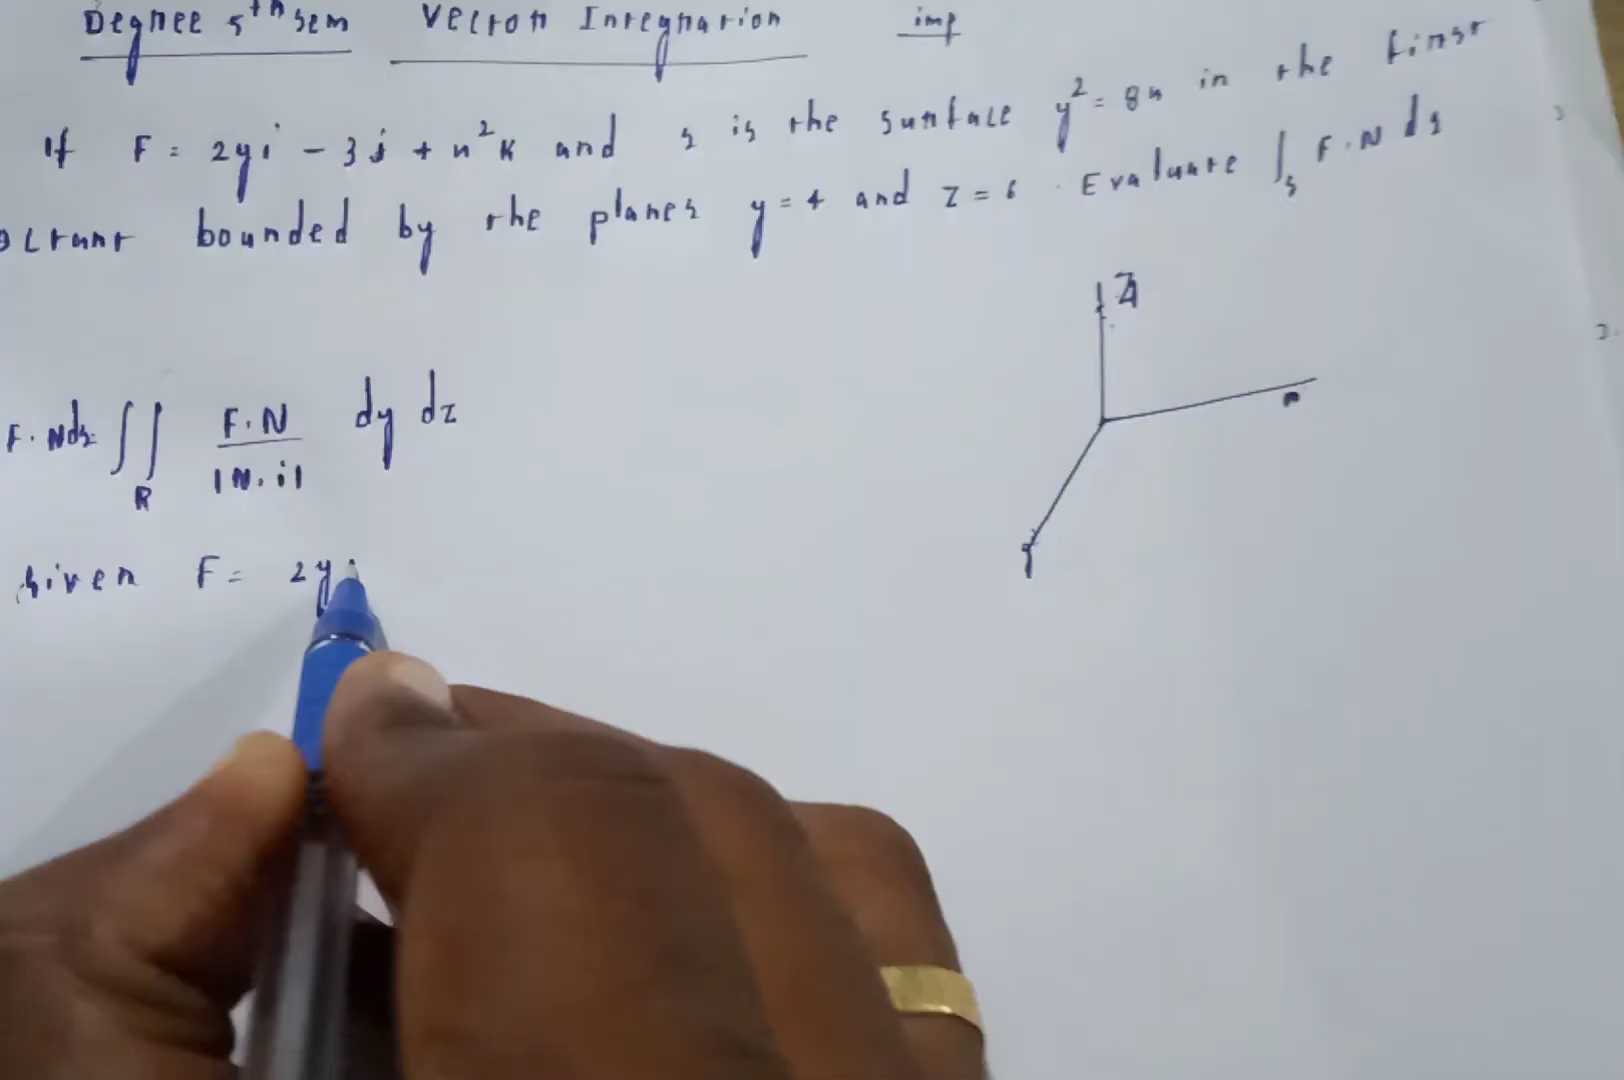 Degree 5th sem Vector Integration imp
If F = 2yi - 3j + x²k and s is the surface y² = 8x in the first
octant bounded by the planes y = 4 and z = 6. Evaluate ∫s F.N ds
Z
F. Nds = ∬R F.N / |N.i| dy dz
Given F = 2y